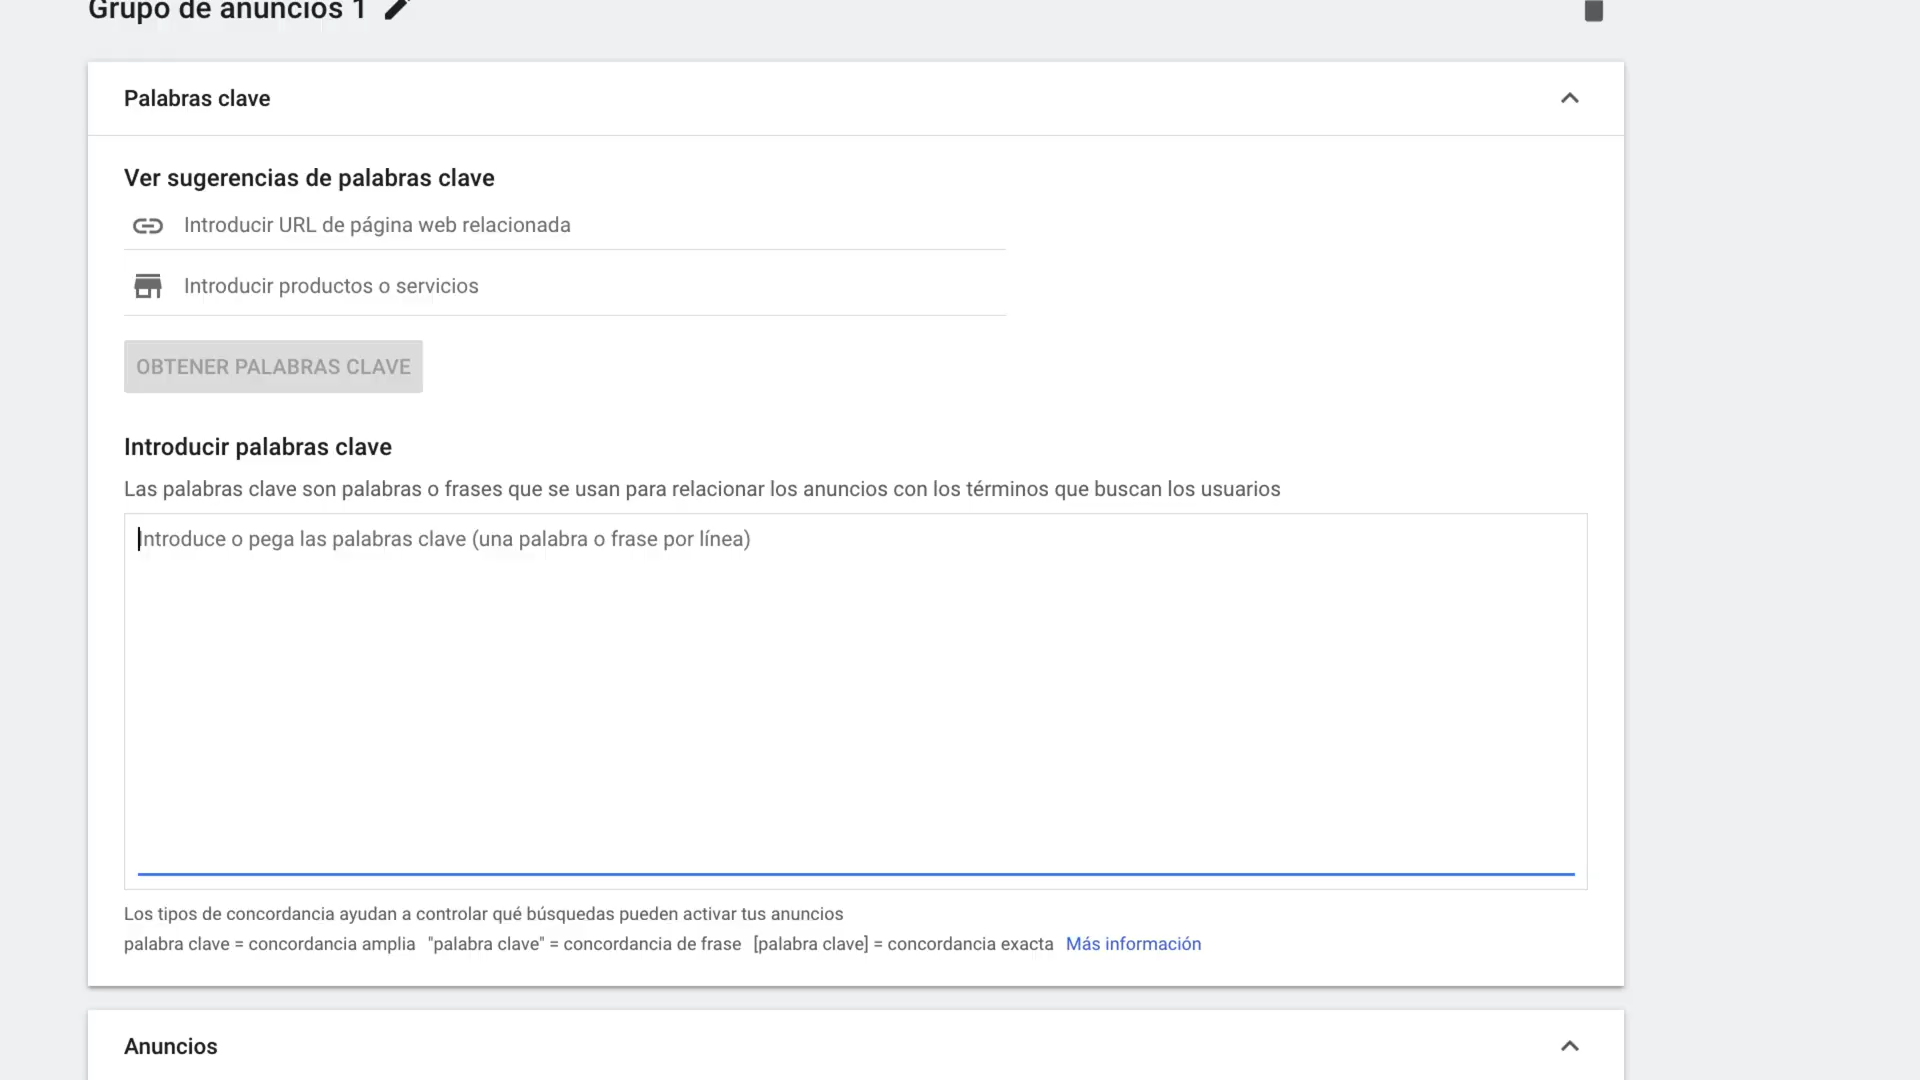 Grupo de anuncios 1
Palabras clave
Ver sugerencias de palabras clave
Introducir URL de página web relacionada
Introducir productos o servicios
OBTENER PALABRAS CLAVE
Introducir palabras clave
Las palabras clave son palabras o frases que se usan para relacionar los anuncios con los términos que buscan los usuarios
Introduce o pega las palabras clave (una palabra o frase por línea)
Los tipos de concordancia ayudan a controlar qué búsquedas pueden activar tus anuncios
palabra clave = concordancia amplia "palabra clave" = concordancia de frase [palabra clave] = concordancia exacta Más información
Anuncios